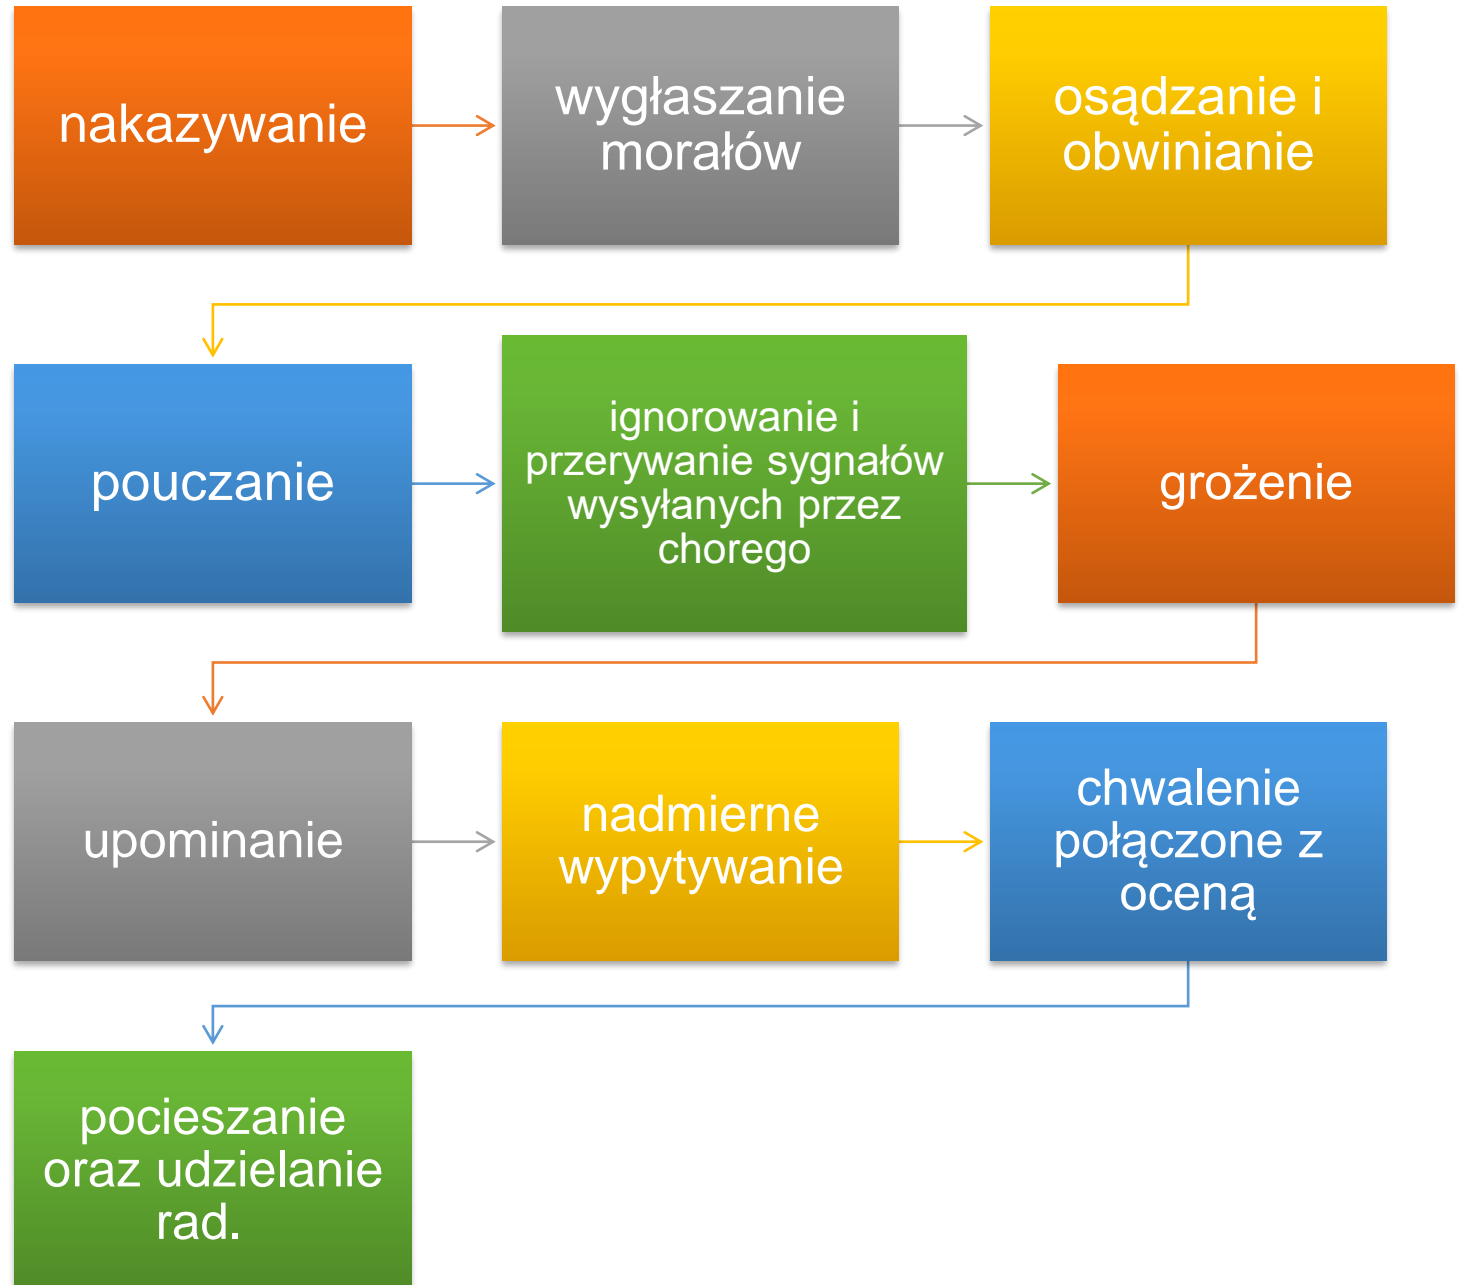 nakazywanie
wygłaszanie
morałów
osądzanie i
obwinianie
pouczanie
ignorowanie i
przerywanie sygnałów
wysyłanych przez
chorego
grożenie
upominanie
nadmierne
wypytywanie
chwalenie
połączone z
oceną
pocieszanie
oraz udzielanie
rad.